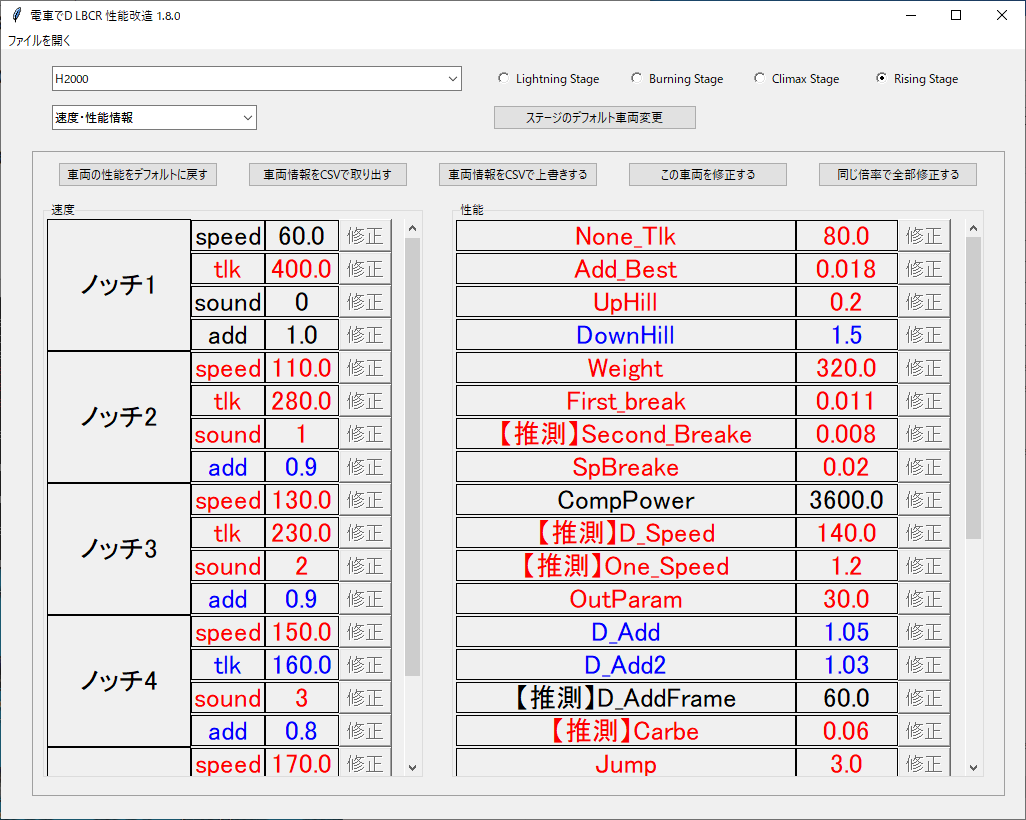 電車でD LBCR 性能改造 1.8.0
ファイルを開く
H2000
Lightning Stage
Burning Stage
Climax Stage
Rising Stage
速度・性能情報
ステージのデフォルト車両変更
車両の性能をデフォルトに戻す
車両情報をCSVで取り出す
車両情報をCSVで上書きする
この車両を修正する
同じ倍率で全部修正する
速度
ノッチ1
speed 60.0 修正
tlk 400.0 修正
sound 0 修正
add 1.0 修正
ノッチ2
speed 110.0 修正
tlk 280.0 修正
sound 1 修正
add 0.9 修正
ノッチ3
speed 130.0 修正
tlk 230.0 修正
sound 2 修正
add 0.9 修正
ノッチ4
speed 150.0 修正
tlk 160.0 修正
sound 3 修正
add 0.8 修正
speed 170.0 修正
性能
None_Tlk 80.0 修正
Add_Best 0.018 修正
UpHill 0.2 修正
DownHill 1.5 修正
Weight 320.0 修正
First_break 0.011 修正
【推測】Second_Breake 0.008 修正
SpBreake 0.02 修正
CompPower 3600.0 修正
【推測】D_Speed 140.0 修正
【推測】One_Speed 1.2 修正
OutParam 30.0 修正
D_Add 1.05 修正
D_Add2 1.03 修正
【推測】D_AddFrame 60.0 修正
【推測】Carbe 0.06 修正
Jump 3.0 修正